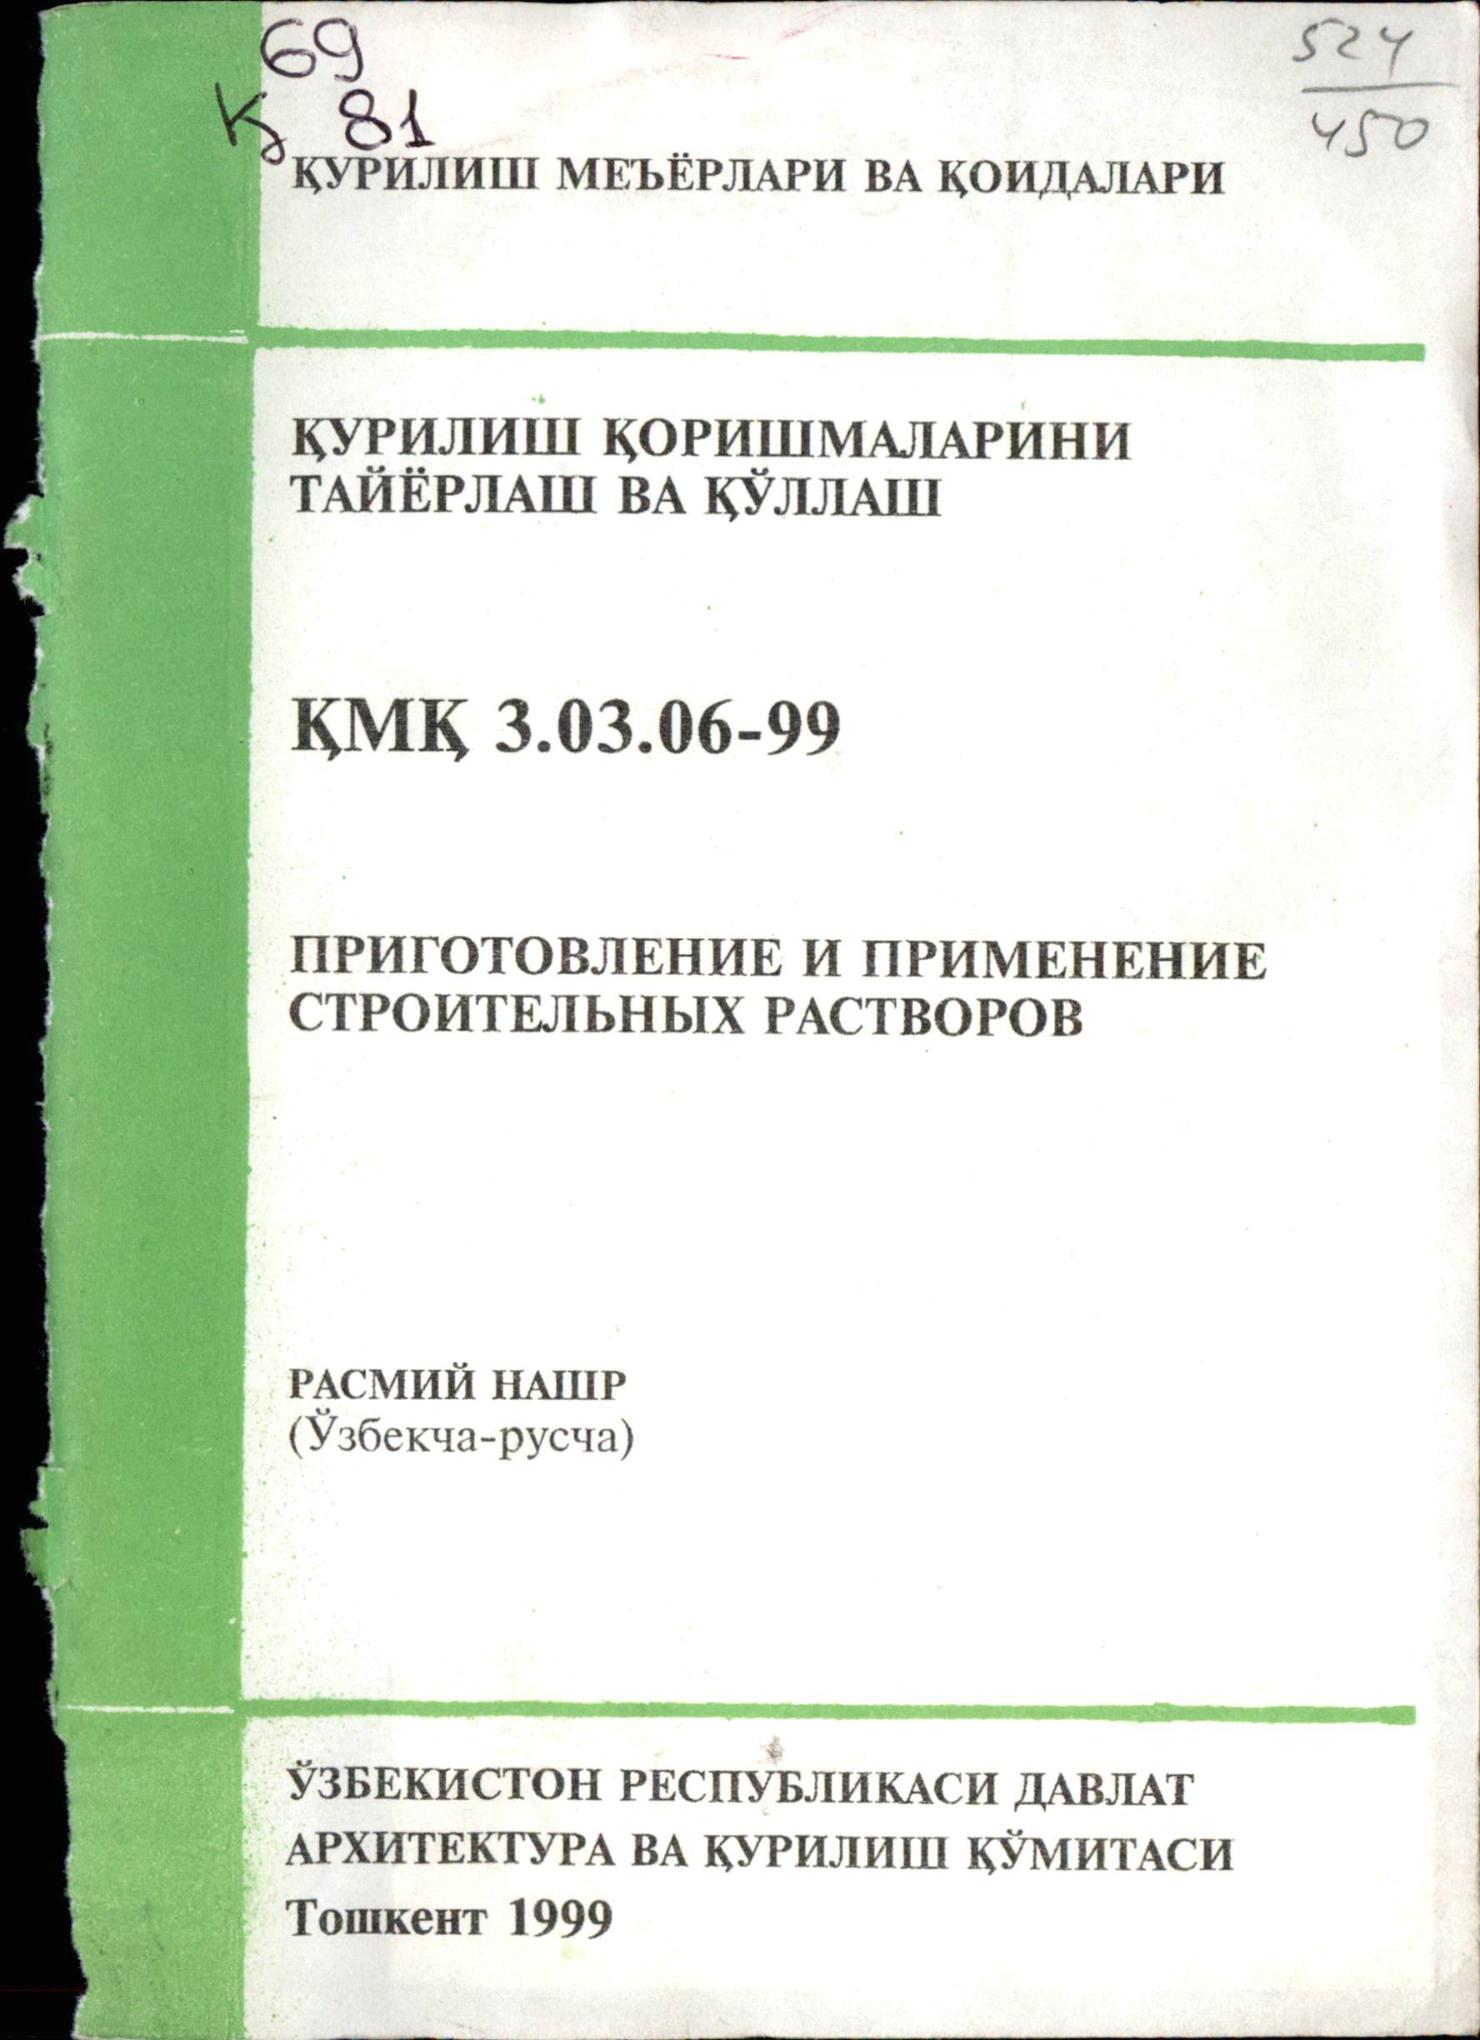 69
Қ 81
524
450
ҚУРИЛИШ МЕЪЁРЛАРИ ВА ҚОИДАЛАРИ
ҚУРИЛИШ ҚОРИШМАЛАРИНИ
ТАЙЁРЛАШ ВА ҚЎЛЛАШ
ҚМҚ 3.03.06-99
ПРИГОТОВЛЕНИЕ И ПРИМЕНЕНИЕ
СТРОИТЕЛЬНЫХ РАСТВОРОВ
РАСМИЙ НАШР
(Ўзбекча-русча)
ЎЗБЕКИСТОН РЕСПУБЛИКАСИ ДАВЛАТ
АРХИТЕКТУРА ВА ҚУРИЛИШ ҚЎМИТАСИ
Тошкент 1999